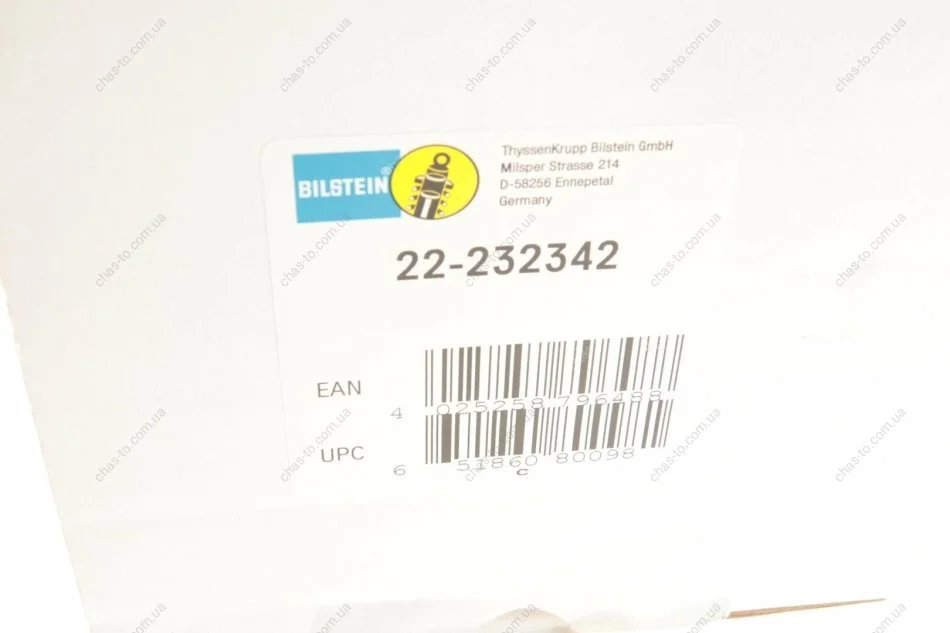 BILSTEIN®
ThyssenKrupp Bilstein GmbH
Milsper Strasse 214
D-58256 Ennepetal
Germany
22-232342
EAN
4 025258 796488
UPC
6 51860 80098
c
chas-to.com.ua